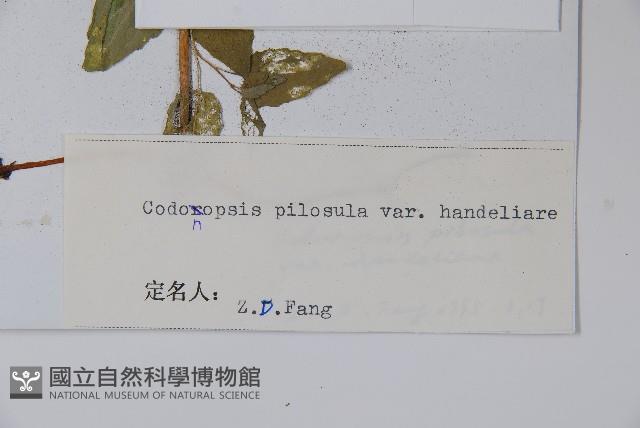 Codonopsis pilosula var. handeliare
定名人：
Z.D.Fang
國立自然科學博物館
NATIONAL MUSEUM OF NATURAL SCIENCE